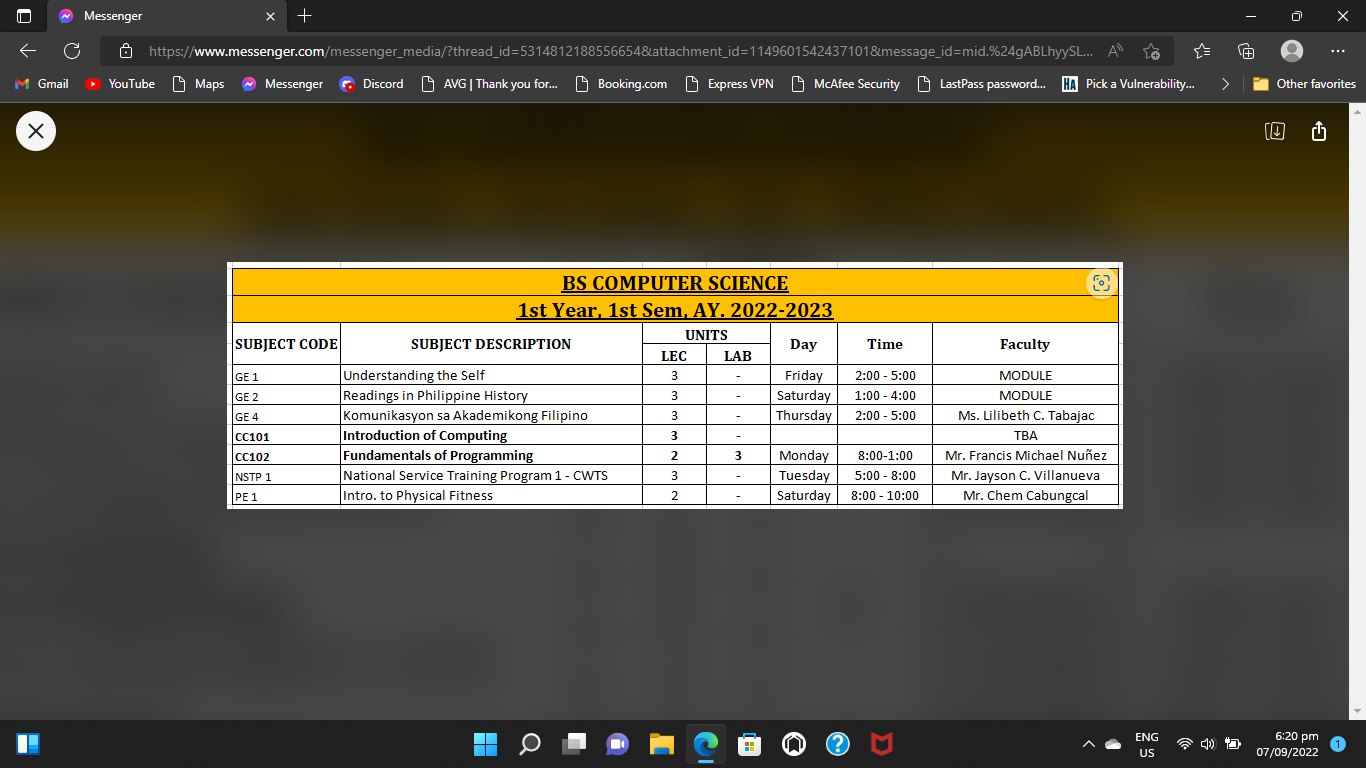 Messenger
https://www.messenger.com/messenger_media/?thread_id=5314812188556654&attachment_id=1149601542437101&message_id=mid.%24gABLhyySL...
Gmail YouTube Maps Messenger Discord AVG | Thank you for... Booking.com Express VPN McAfee Security LastPass password... HA Pick a Vulnerability... Other favorites
BS COMPUTER SCIENCE
1st Year, 1st Sem, AY. 2022-2023
SUBJECT CODE SUBJECT DESCRIPTION UNITS Day Time Faculty
LEC LAB
GE 1 Understanding the Self 3 - Friday 2:00 - 5:00 MODULE
GE 2 Readings in Philippine History 3 - Saturday 1:00 - 4:00 MODULE
GE 4 Komunikasyon sa Akademikong Filipino 3 - Thursday 2:00 - 5:00 Ms. Lilibeth C. Tabajac
CC101 Introduction of Computing 3 - TBA
CC102 Fundamentals of Programming 2 3 Monday 8:00-1:00 Mr. Francis Michael Nuñez
NSTP 1 National Service Training Program 1 - CWTS 3 - Tuesday 5:00 - 8:00 Mr. Jayson C. Villanueva
PE 1 Intro. to Physical Fitness 2 - Saturday 8:00 - 10:00 Mr. Chem Cabungcal
ENG 6:20 pm
US 07/09/2022 1